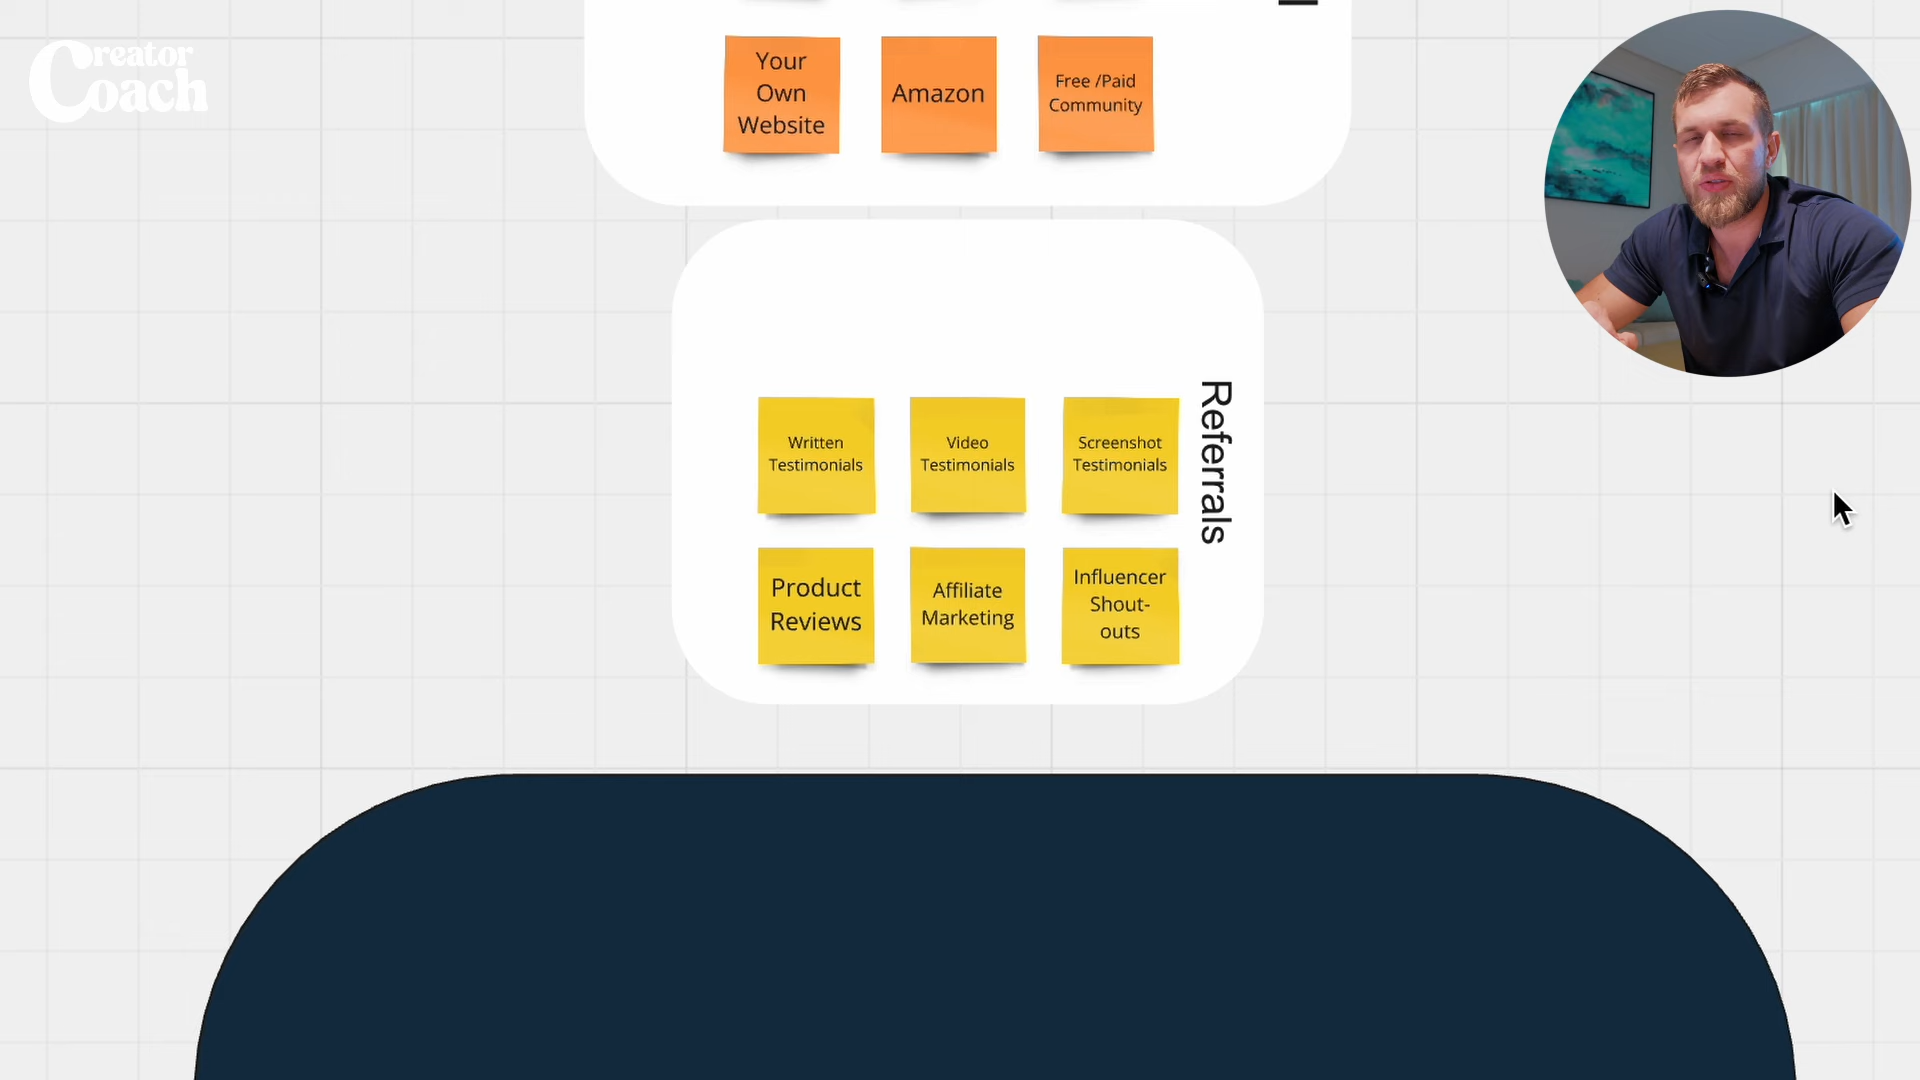 Creator
Coach
Your
Own
Website
Amazon
Free /Paid
Community
Referrals
Written
Testimonials
Video
Testimonials
Screenshot
Testimonials
Product
Reviews
Affiliate
Marketing
Influencer
Shout-
outs